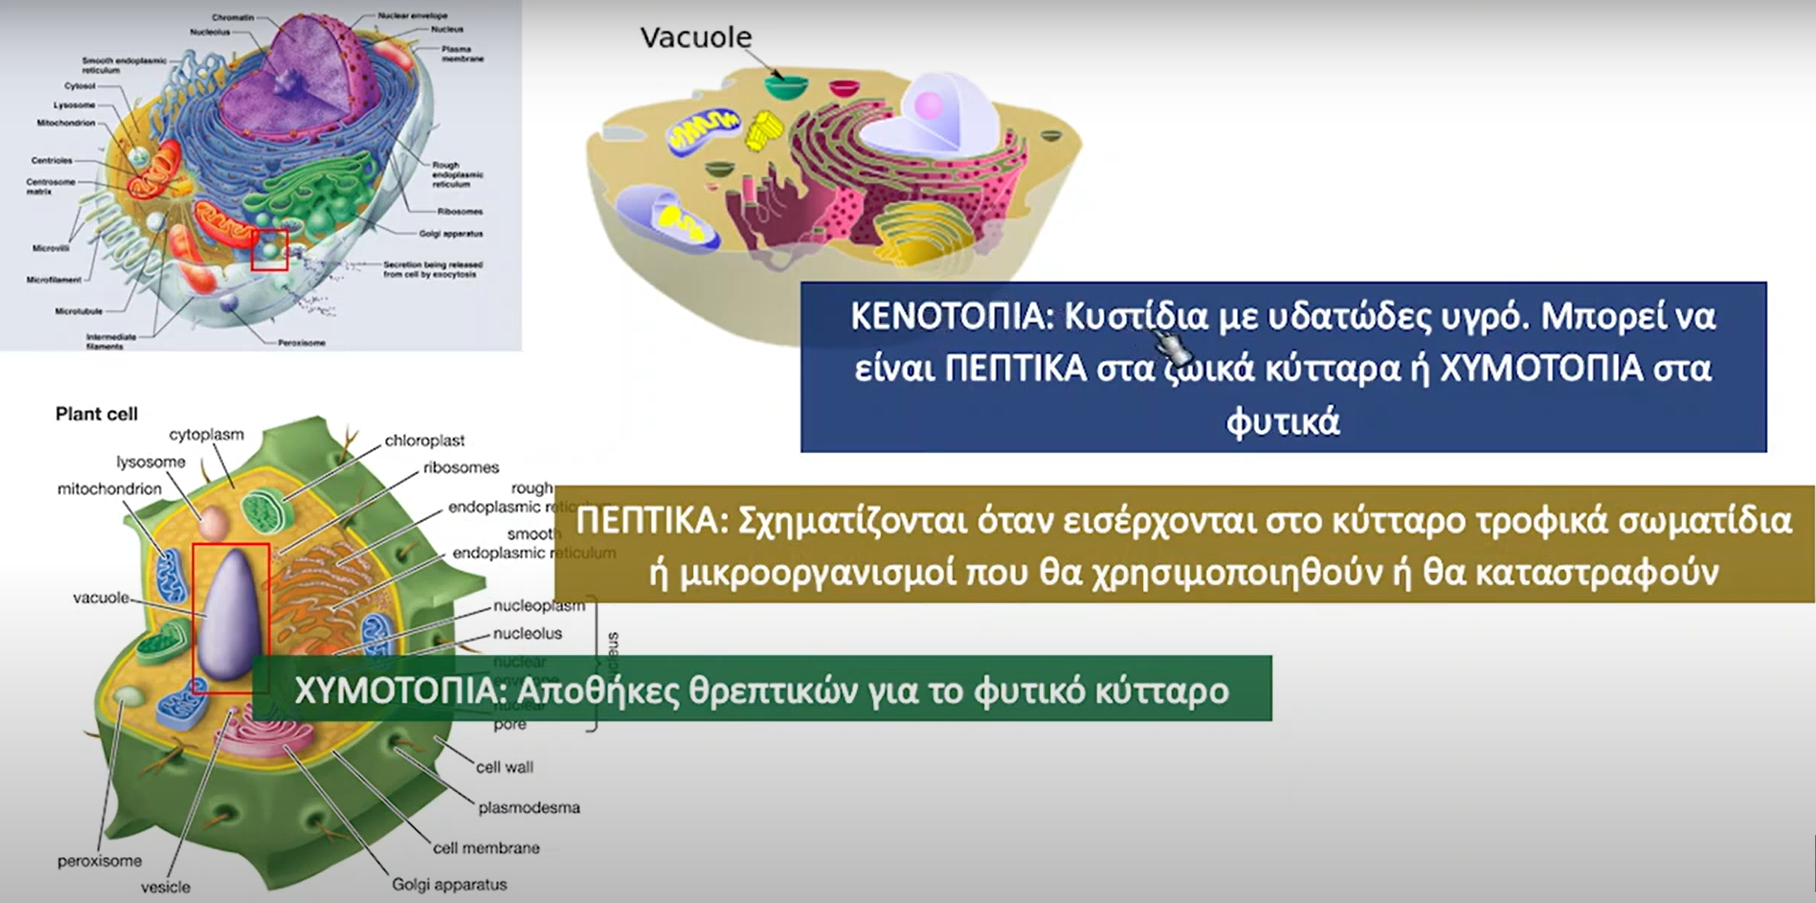 Chromatin
Nucleolus
Nuclear envelope
Nucleus
Plasma
membrane
Smooth endoplasmic
reticulum
Cytosol
Lysosome
Mitochondrion
Centrioles
Centrosome
matrix
Microvilli
Microfilament
Microtubule
Intermediate
filaments
Rough
endoplasmic
reticulum
Ribosomes
Golgi apparatus
Secretion being released
from cell by exocytosis
Peroxisome
Vacuole
ΚΕΝΟΤΟΠΙΑ: Κυστίδια με υδατώδες υγρό. Μπορεί να
είναι ΠΕΠΤΙΚΑ στα ζωικά κύτταρα ή ΧΥΜΟΤΟΠΙΑ στα
φυτικά
Plant cell
cytoplasm
lysosome
mitochondrion
vacuole
chloroplast
ribosomes
rough
endoplasmic reticulum
smooth
endoplasmic reticulum
ΠΕΠΤΙΚΑ: Σχηματίζονται όταν εισέρχονται στο κύτταρο τροφικά σωματίδια
ή μικροοργανισμοί που θα χρησιμοποιηθούν ή θα καταστραφούν
nucleoplasm
nucleolus
nuclear
envelope
nuclear
pore
nucleus
ΧΥΜΟΤΟΠΙΑ: Αποθήκες θρεπτικών για το φυτικό κύτταρο
cell wall
plasmodesma
cell membrane
Golgi apparatus
peroxisome
vesicle